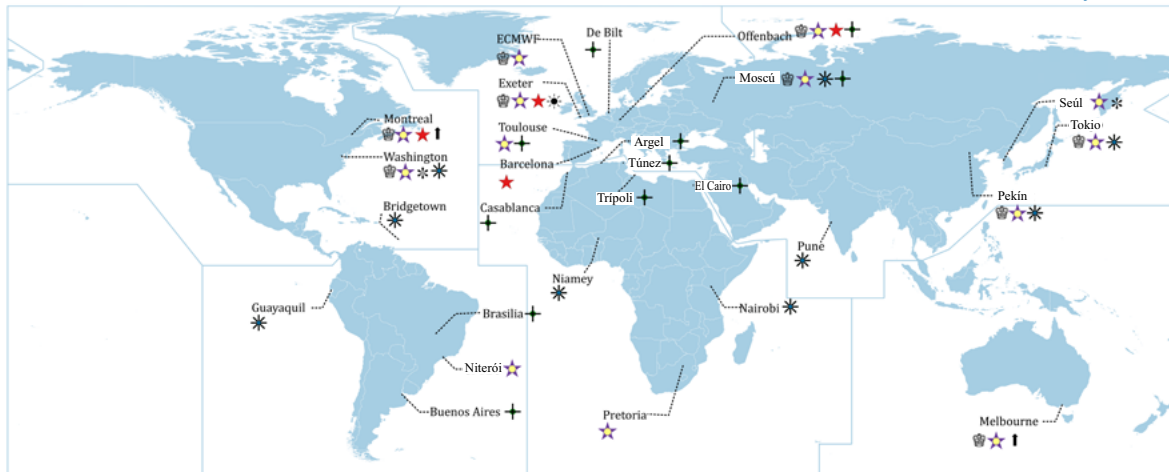 ECMWF
De Bilt
Offenbach
Exeter
Moscú
Montreal
Toulouse
Argel
Seúl
Tokio
Washington
Barcelona
Túnez
Bridgetown
Casablanca
Trípoli
El Cairo
Pekín
Pune
Niamey
Guayaquil
Brasilia
Nairobi
Niterói
Buenos Aires
Pretoria
Melbourne